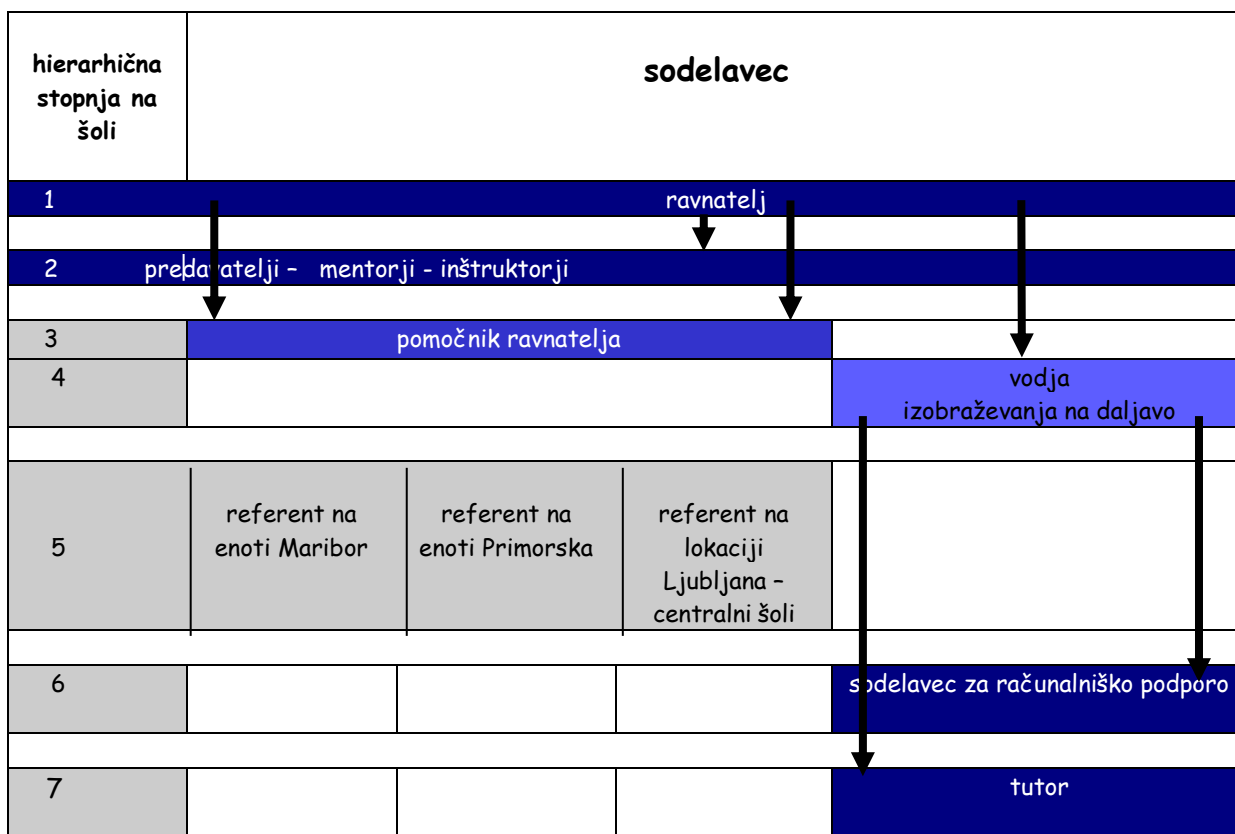 hierarhična
stopnja na
šoli
sodelavec
1 ravnatelj
2 predavatelji – mentorji - inštruktorji
3 pomočnik ravnatelja
4 vodja
izobraževanja na daljavo
5
referent na
enoti Maribor
referent na
enoti Primorska
referent na
lokaciji
Ljubljana –
centralni šoli
6 sodelavec za računalniško podporo
7 tutor